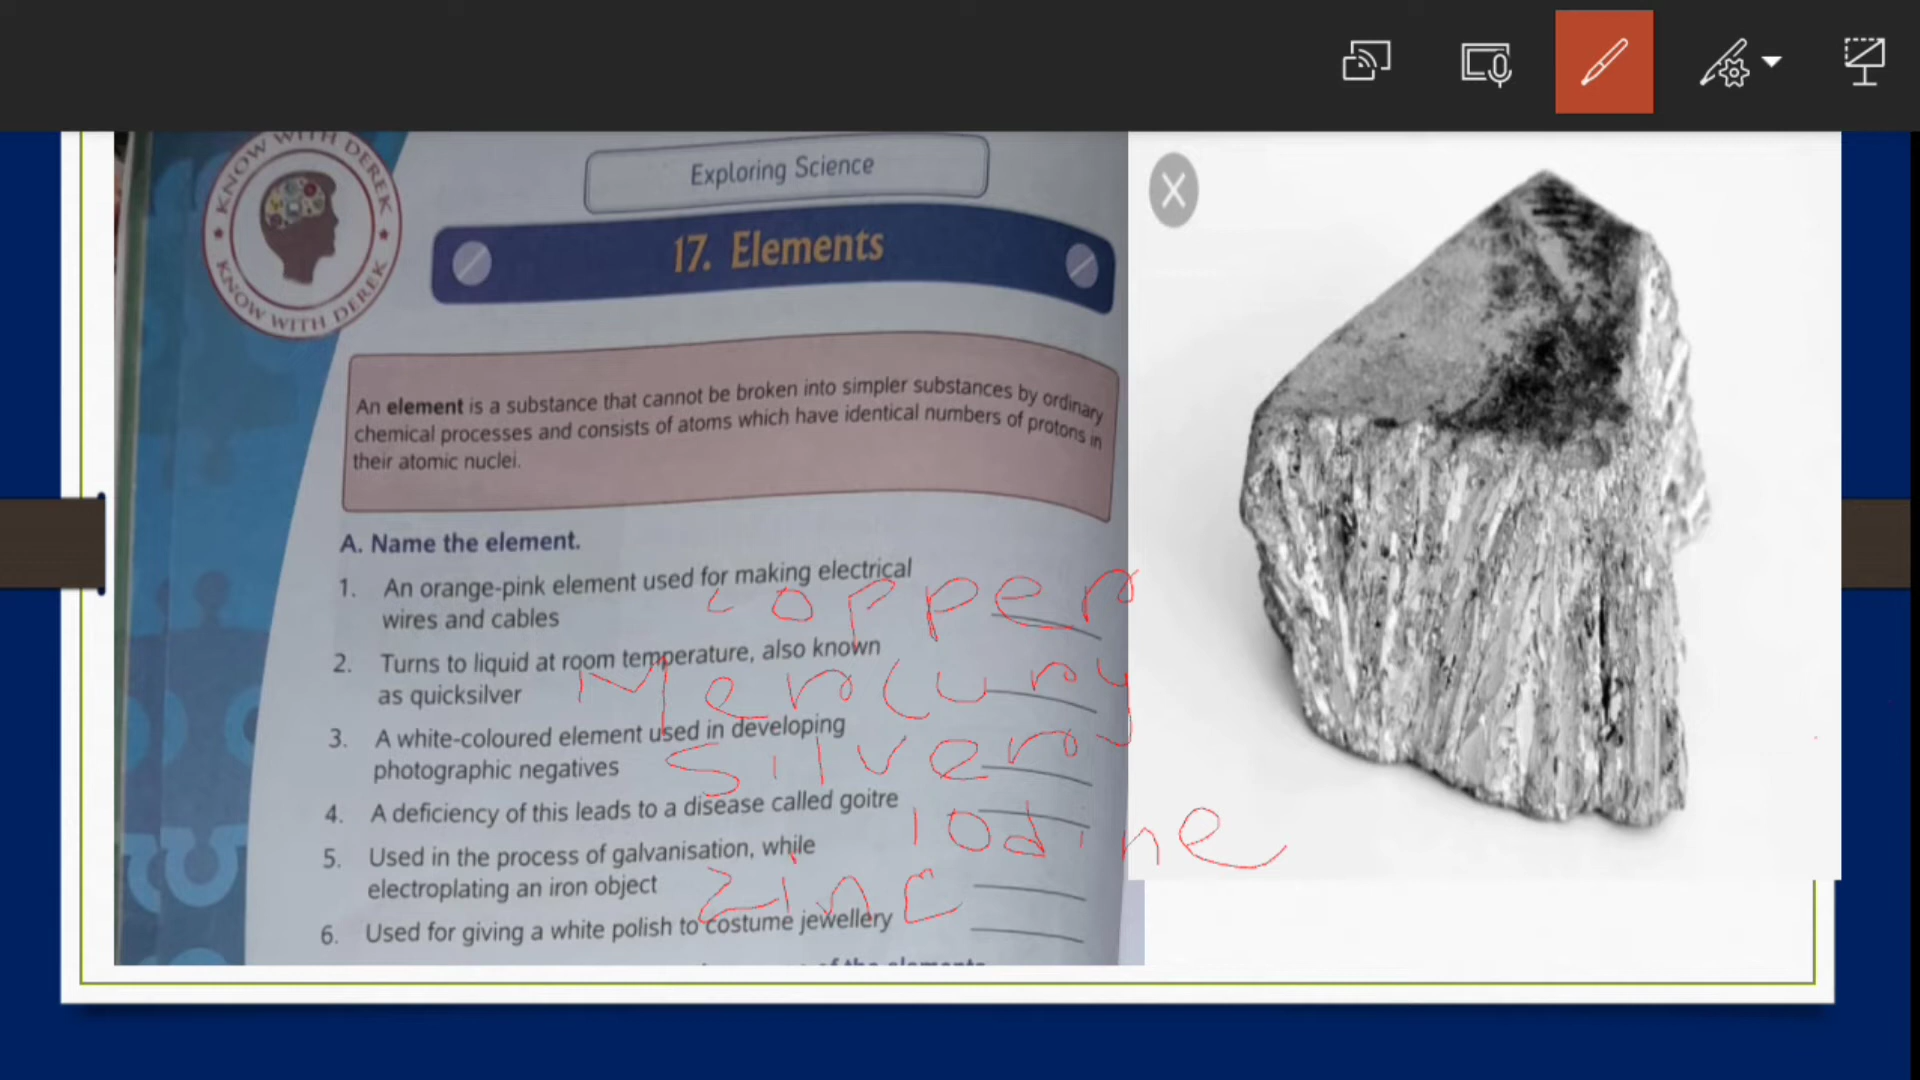 KNOW WITH DEREK
KNOW WITH DEREK
Exploring Science
17. Elements
An element is a substance that cannot be broken into simpler substances by ordinary
chemical processes and consists of atoms which have identical numbers of protons in
their atomic nuclei.
A. Name the element.
1. An orange-pink element used for making electrical
wires and cables
copper
2. Turns to liquid at room temperature, also known
as quicksilver
Mercury
3. A white-coloured element used in developing
photographic negatives
Silver
4. A deficiency of this leads to a disease called goitre
Iodine
5. Used in the process of galvanisation, while
electroplating an iron object
Zinc
6. Used for giving a white polish to costume jewellery
of the elements